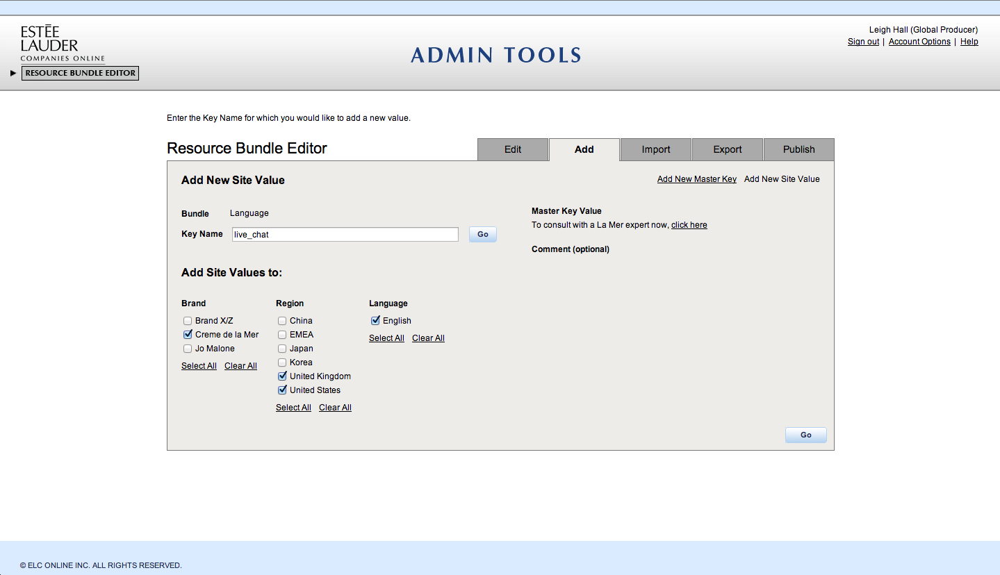 ESTÉE
LAUDER
COMPANIES ONLINE
RESOURCE BUNDLE EDITOR
ADMIN TOOLS
Leigh Hall (Global Producer)
Sign out | Account Options | Help
Enter the Key Name for which you would like to add a new value.
Resource Bundle Editor
Edit Add Import Export Publish
Add New Site Value
Add New Master Key Add New Site Value
Bundle Language
Key Name live_chat Go
Master Key Value
To consult with a La Mer expert now, click here
Comment (optional)
Add Site Values to:
Brand
Brand X/Z
Creme de la Mer
Jo Malone
Select All Clear All
Region
China
EMEA
Japan
Korea
United Kingdom
United States
Select All Clear All
Language
English
Select All Clear All
Go
© ELC ONLINE INC. ALL RIGHTS RESERVED.